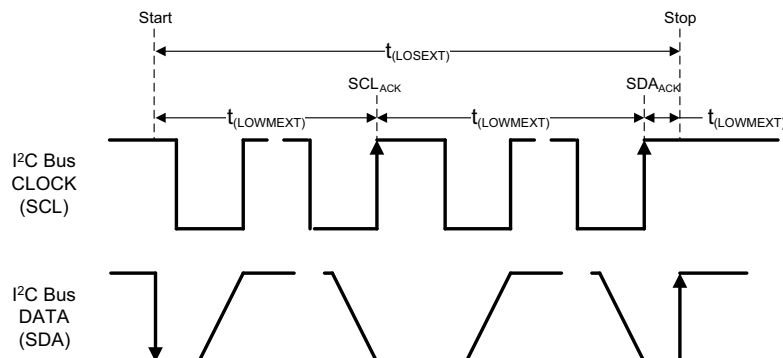 Start
Stop
t(LOSEXT)
SCLACK
SDAACK
t(LOWMEXT)
t(LOWMEXT)
t(LOWMEXT)
I2C Bus
CLOCK
(SCL)
I2C Bus
DATA
(SDA)